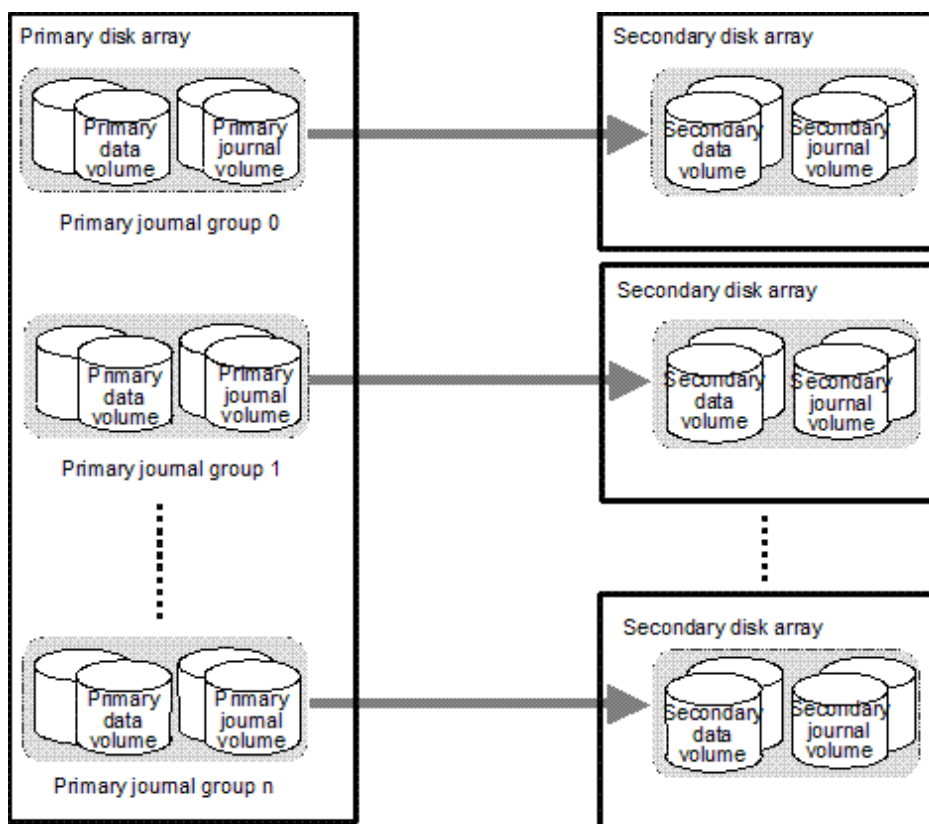 Primary disk array
Primary
data
volume
Primary
journal
volume
Primary journal group 0
Secondary disk array
Secondary
data
volume
Secondary
journal
volume
Primary
data
volume
Primary
journal
volume
Primary journal group 1
Secondary disk array
Secondary
data
volume
Secondary
journal
volume
Primary
data
volume
Primary
journal
volume
Primary journal group n
Secondary disk array
Secondary
data
volume
Secondary
journal
volume